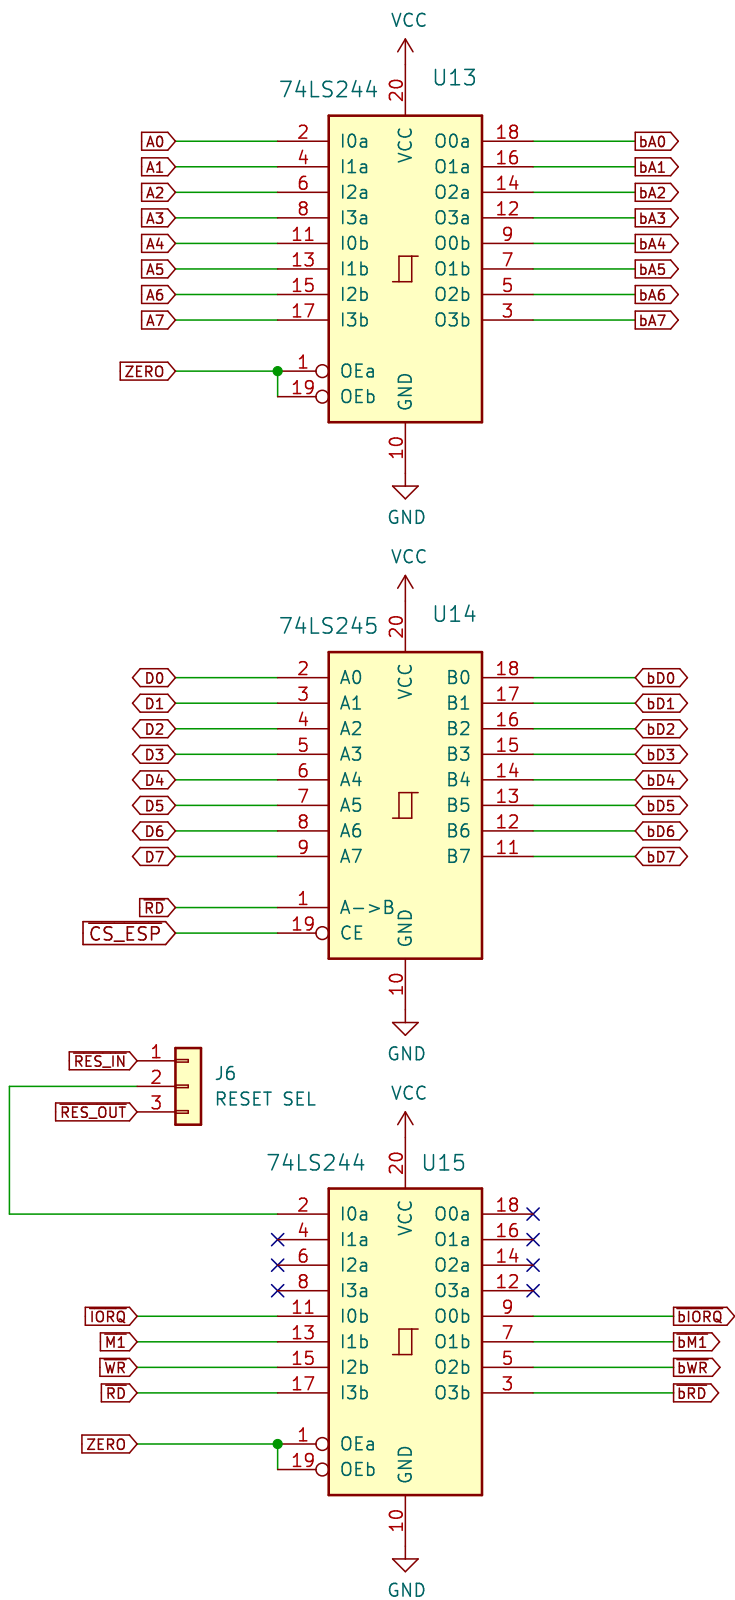 VCC
74LS244 U13
20
VCC
A0 2 I0a O0a 18 bA0
A1 4 I1a O1a 16 bA1
A2 6 I2a O2a 14 bA2
A3 8 I3a O3a 12 bA3
A4 11 I0b O0b 9 bA4
A5 13 I1b O1b 7 bA5
A6 15 I2b O2b 5 bA6
A7 17 I3b O3b 3 bA7
ZERO 1 OEa
19 OEb
GND
10
GND
VCC
74LS245 U14
20
VCC
D0 2 A0 B0 18 bD0
D1 3 A1 B1 17 bD1
D2 4 A2 B2 16 bD2
D3 5 A3 B3 15 bD3
D4 6 A4 B4 14 bD4
D5 7 A5 B5 13 bD5
D6 8 A6 B6 12 bD6
D7 9 A7 B7 11 bD7
RD 1 A->B
CS_ESP 19 CE
GND
10
GND
RES_IN 1
2
RES_OUT 3
J6
RESET SEL
VCC
74LS244 U15
20
VCC
2 I0a O0a 18
4 I1a O1a 16
6 I2a O2a 14
8 I3a O3a 12
IORQ 11 I0b O0b 9 bIORQ
M1 13 I1b O1b 7 bM1
WR 15 I2b O2b 5 bWR
RD 17 I3b O3b 3 bRD
ZERO 1 OEa
19 OEb
GND
10
GND